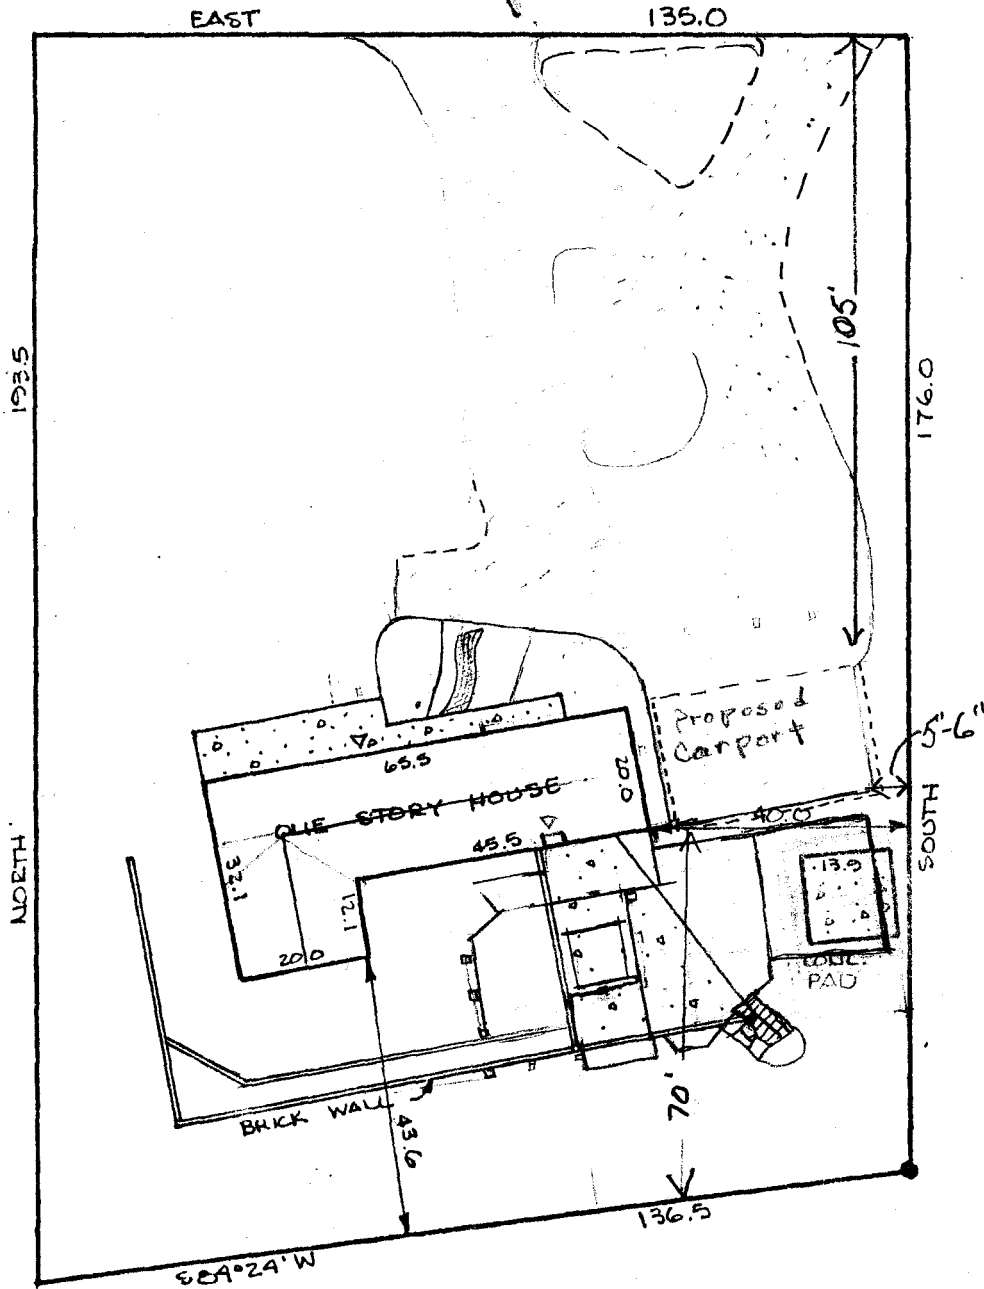 EAST
135.0
105'
193.5
176.0
Proposed
Carport
5'-6"
65.5
20.0
ONE STORY HOUSE
40.0
SOUTH
45.5
NORTH
32.1
12.1
13.9
20.0
CONC.
PAD
70'
BRICK WALL
43.6
136.5
S84°24'W